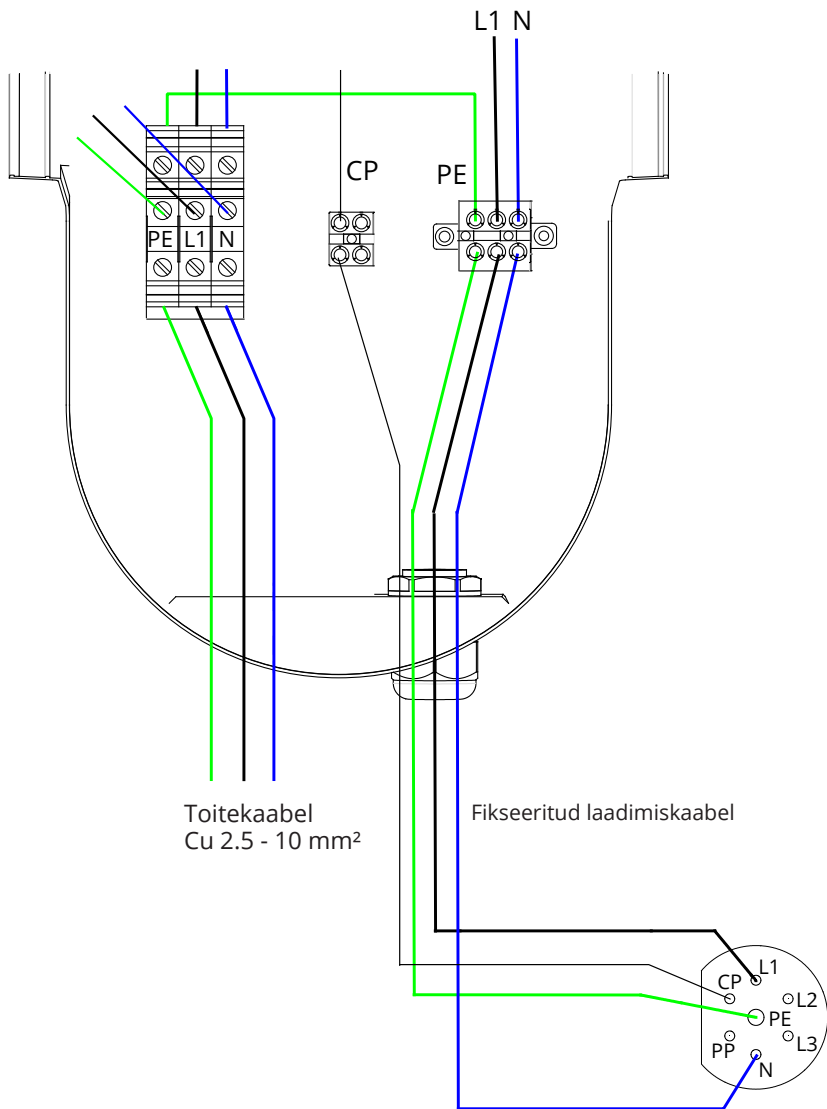 L1 N
CP
PE
PE L1 N
Toitekaabel
Cu 2.5 - 10 mm²
Fikseeritud laadimiskaabel
L1
CP
L2
PE
PP
L3
N